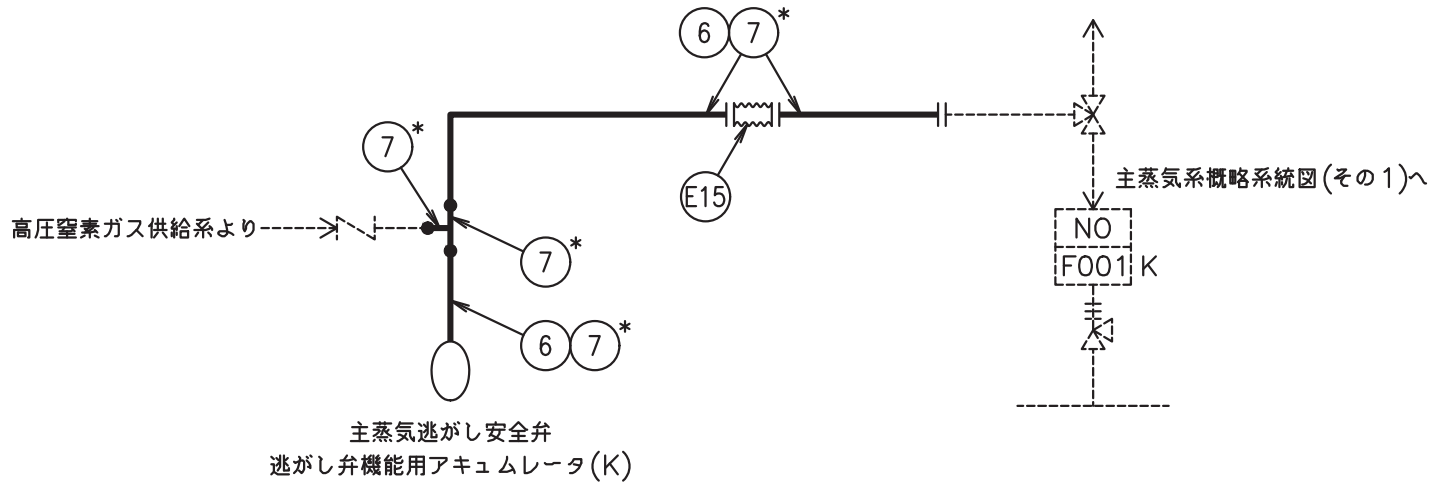 6 7*
7*
主蒸気系概略系統図(その1)へ
E15
高圧窒素ガス供給系より
NO
7*
F001 K
6 7*
主蒸気逃がし安全弁
逃がし弁機能用アキュムレータ(K)